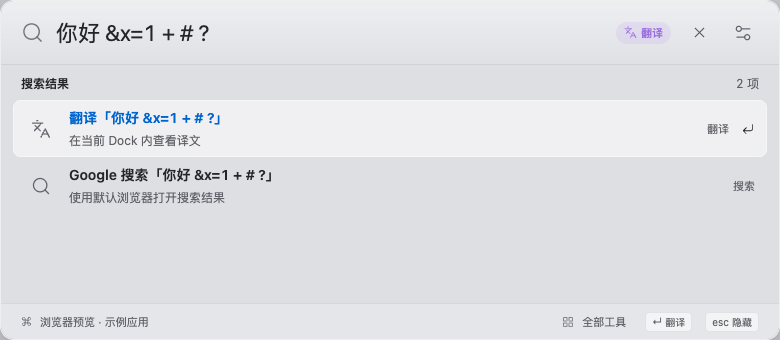 你好 &x=1 + # ? 翻译
搜索结果 2 项
翻译「你好 &x=1 + # ?」
在当前 Dock 内查看译文 翻译
Google 搜索「你好 &x=1 + # ?」
使用默认浏览器打开搜索结果 搜索
⌘ 浏览器预览 · 示例应用 全部工具 ↵ 翻译 esc 隐藏